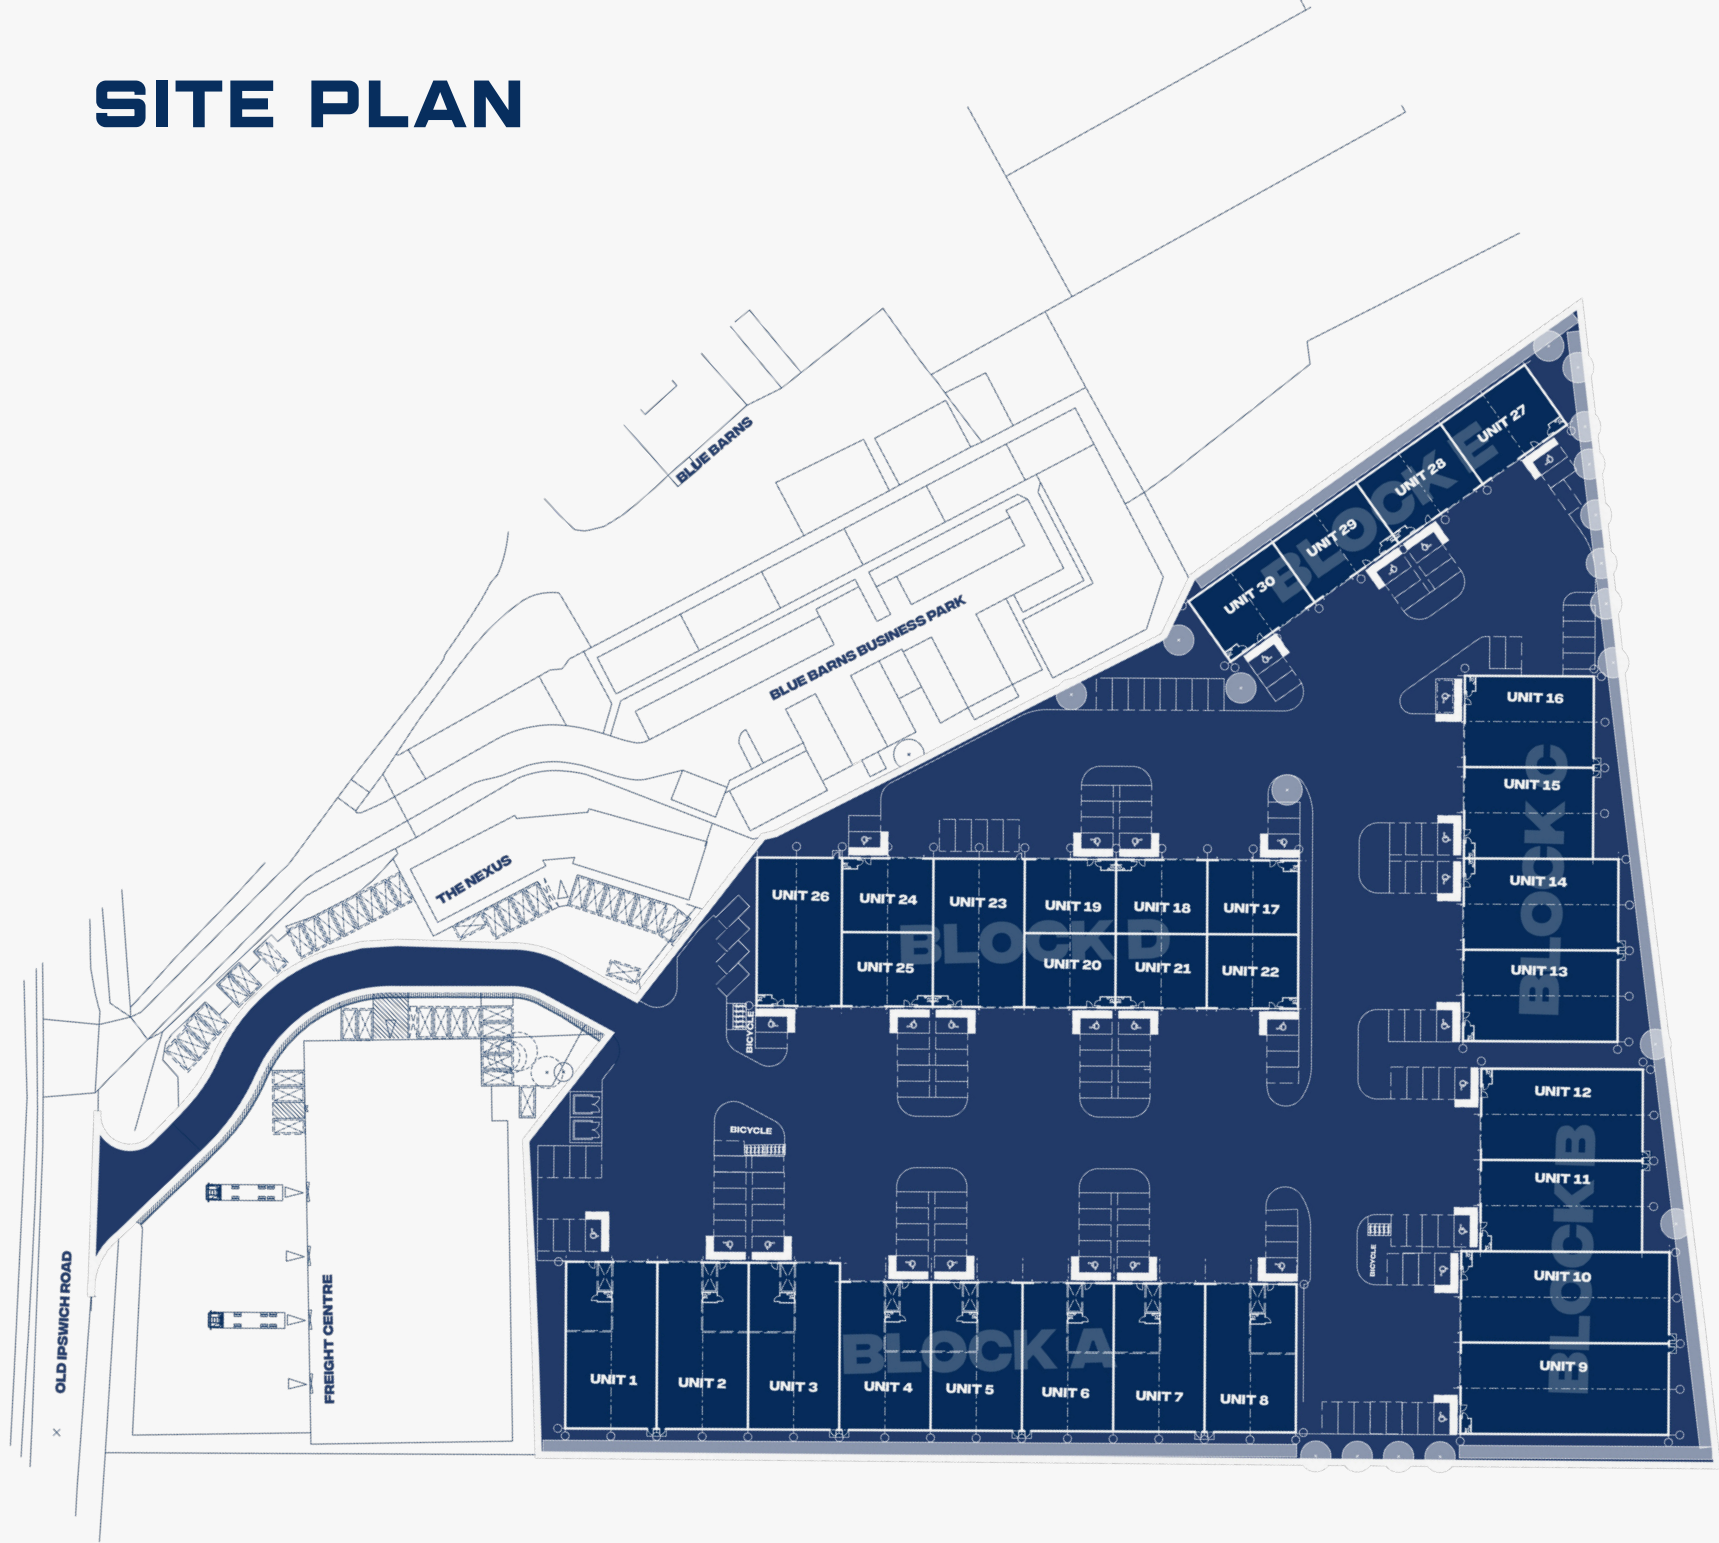 SITE PLAN
BLUE BARNS
BLUE BARNS BUSINESS PARK
THE NEXUS
OLD IPSWICH ROAD
FREIGHT CENTRE
BLOCK E
UNIT 27
UNIT 28
UNIT 29
UNIT 30
BLOCK C
UNIT 16
UNIT 15
UNIT 14
UNIT 13
BLOCK D
UNIT 26
UNIT 24
UNIT 23
UNIT 19
UNIT 18
UNIT 17
UNIT 25
UNIT 20
UNIT 21
UNIT 22
BICYCLE
BLOCK B
UNIT 12
UNIT 11
UNIT 10
UNIT 9
BICYCLE
BICYCLE
BLOCK A
UNIT 1
UNIT 2
UNIT 3
UNIT 4
UNIT 5
UNIT 6
UNIT 7
UNIT 8